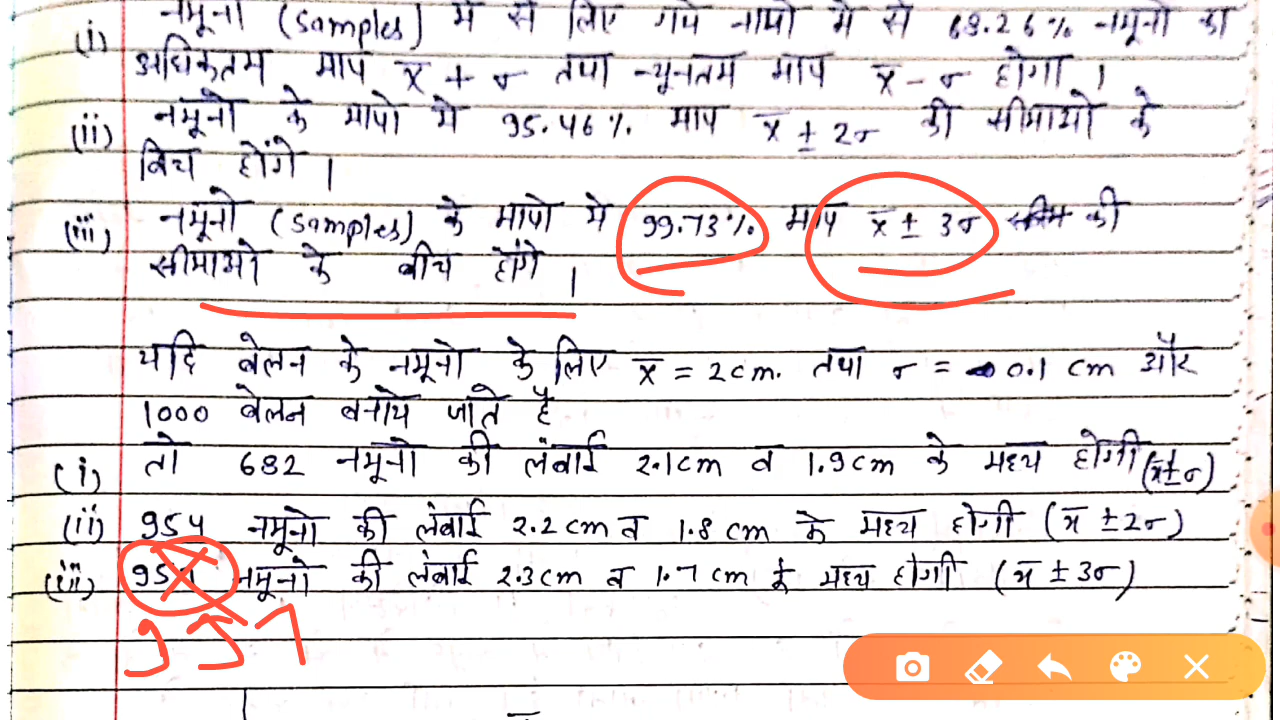 (i) नमूनो (samples) में से लिए गये मापो में से 68.26% नमूनो का
अधिकतम माप x̅ + σ तथा न्यूनतम माप x̅ - σ होगा ।
(ii) नमूनो के मापो में 95.46% माप x̅ ± 2σ की सीमाओ के
बिच होंगे ।
(iii) नमूनो (samples) के मापो में 99.73% माप x̅ ± 3σ की
सीमाओ के बीच होंगे ।
यदि बेलन के नमूनो के लिए x̅ = 2cm. तथा σ = 0.1 cm और
1000 बेलन बनाये जाते है
(i) तो 682 नमूनो की लंबाई 2.1cm व 1.9cm के मध्य होगी (x̅±σ)
(ii) 954 नमूनो की लंबाई 2.2cm व 1.8 cm के मध्य होगी (x̅ ±2σ)
(iii) 954 नमूनो की लंबाई 2.3cm व 1.7 cm के मध्य होगी (x̅ ± 3σ)